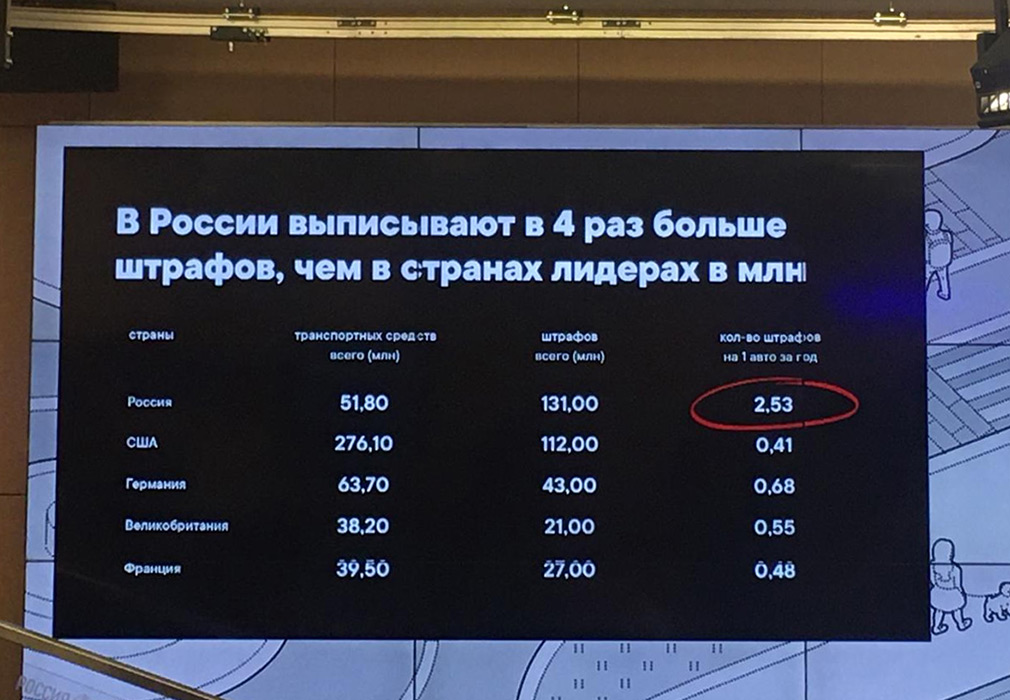 В России выписывают в 4 раз больше
штрафов, чем в странах лидерах в млн
страны транспортных средств всего (млн) штрафов всего (млн) кол-во штрафов на 1 авто за год
Россия 51,80 131,00 2,53
США 276,10 112,00 0,41
Германия 63,70 43,00 0,68
Великобритания 38,20 21,00 0,55
Франция 39,50 27,00 0,48
РОССИЯ